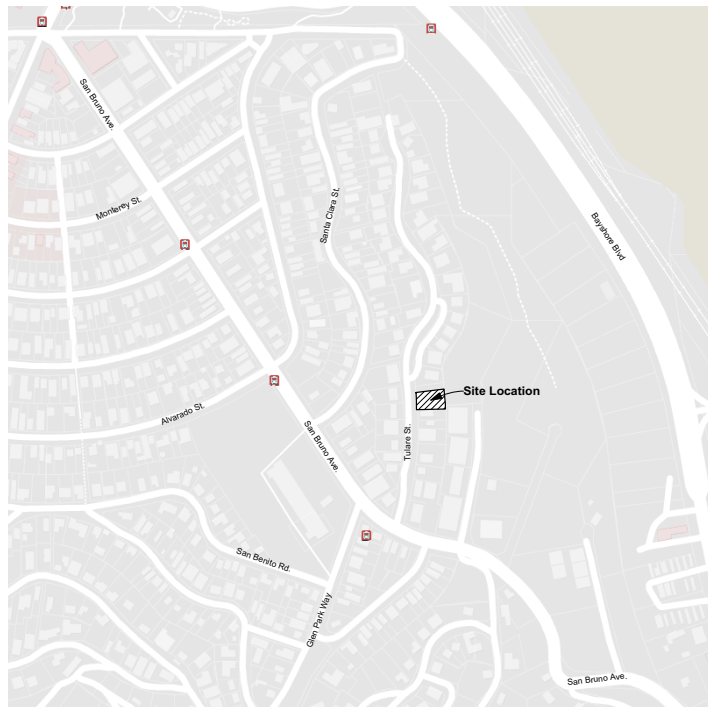 San Bruno Ave.
Monterey St.
Santa Clara St.
Bayshore Blvd
Site Location
Alvarado St.
San Bruno Ave.
Tulare St.
San Benito Rd.
Glen Park Way
San Bruno Ave.